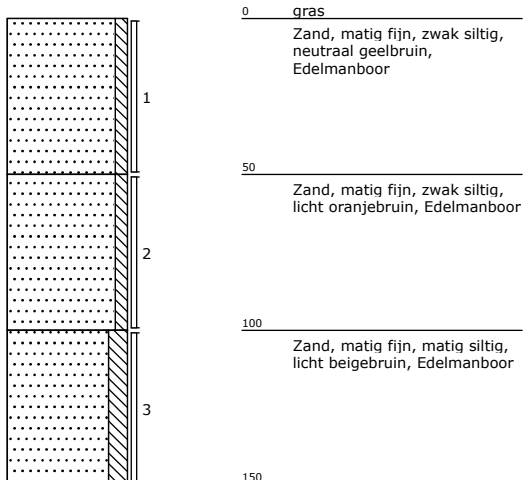 0 gras
Zand, matig fijn, zwak siltig,
neutraal geelbruin,
Edelmanboor
1
50
Zand, matig fijn, zwak siltig,
licht oranjebruin, Edelmanboor
2
100
Zand, matig fijn, matig siltig,
licht beigebruin, Edelmanboor
3
150